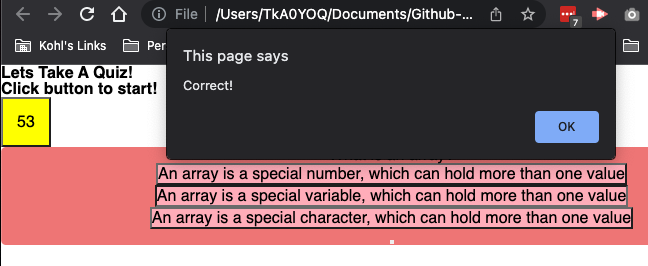 File | /Users/TkA0YOQ/Documents/Github-...
7
Kohl's Links
Per
This page says
Correct!
OK
Lets Take A Quiz!
Click button to start!
53
An array is a special number, which can hold more than one value
An array is a special variable, which can hold more than one value
An array is a special character, which can hold more than one value